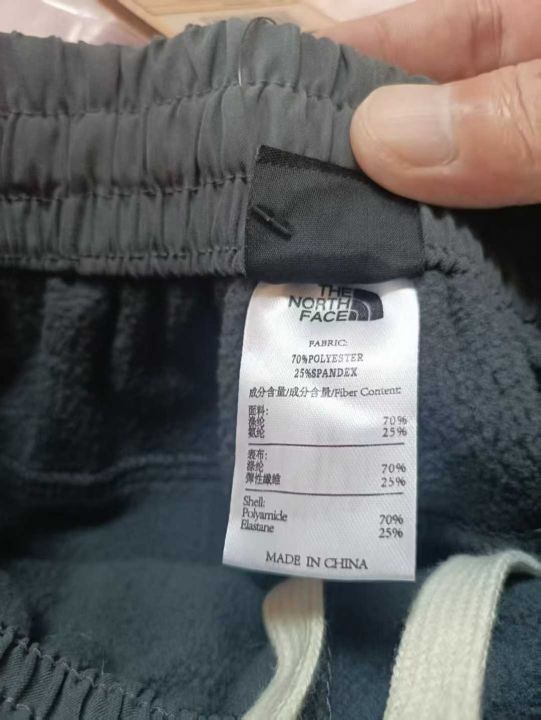 THE
NORTH
FACE
FABRIC:
70%POLYESTER
25%SPANDEX
成分含量/成分含量/Fiber Content:
面料:
涤纶 70%
氨纶 25%
表布:
滌纶 70%
弾性纖維 25%
Shell:
Polyamide 70%
Elastane 25%
MADE IN CHINA